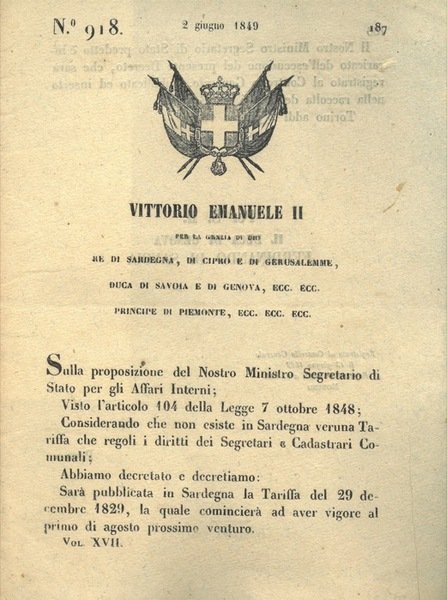 N.º 918.
2 giugno 1849
187
VITTORIO EMANUELE II
PER LA GRAZIA DI DIO
RE DI SARDEGNA, DI CIPRO E DI GERUSALEMME,
DUCA DI SAVOIA E DI GENOVA, ECC. ECC.
PRINCIPE DI PIEMONTE, ECC. ECC. ECC.
Sulla proposizione del Nostro Ministro Segretario di
Stato per gli Affari Interni;
Visto l'articolo 104 della Legge 7 ottobre 1848;
Considerando che non esiste in Sardegna veruna Ta-
riffa che regoli i diritti dei Segretari e Cadastrari Co-
munali;
Abbiamo decretato e decretiamo:
Sarà pubblicata in Sardegna la Tariffa del 29 de-
cembre 1829, la quale comincierà ad aver vigore al
primo di agosto prossimo venturo.
VOL. XVII.